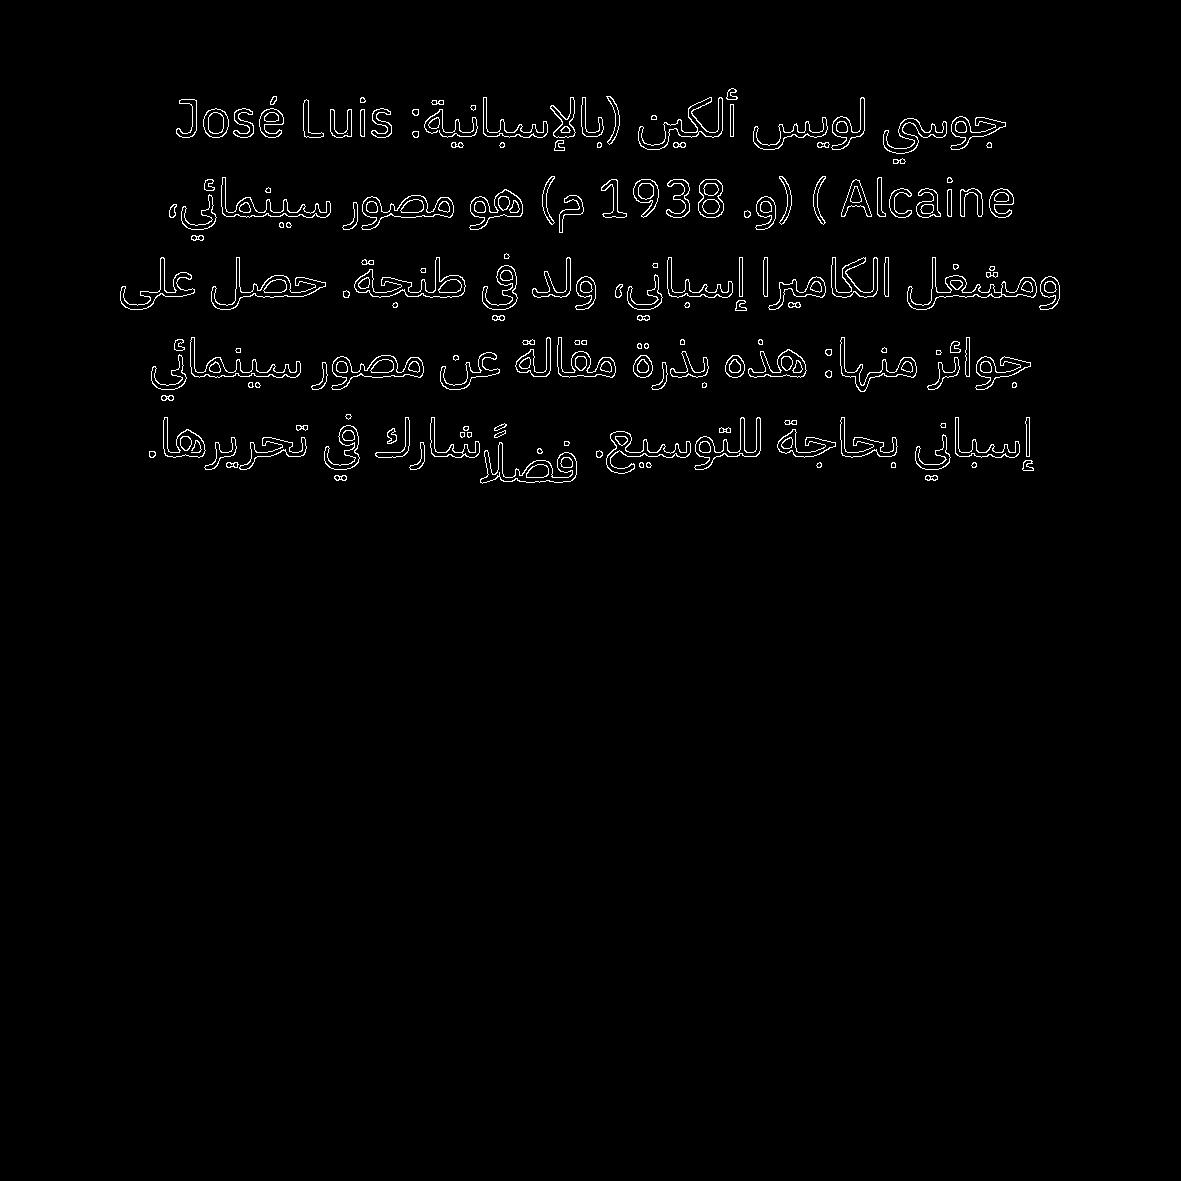 جوسي لويس ألكين (بالإسبانية: José Luis
Alcaine ) (و. 1938 م) هو مصور سينمائي،
ومشغل الكاميرا إسباني، ولد في طنجة. حصل على
جوائز منها: هذه بذرة مقالة عن مصور سينمائي
إسباني بحاجة للتوسيع. فضلًا شارك في تحريرها.